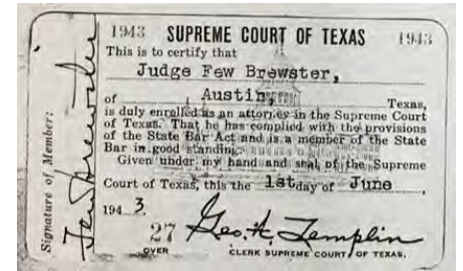 1943 SUPREME COURT OF TEXAS 1943
This is to certify that
Judge Few Brewster,
of Austin, Texas,
is duly enrolled as an attorney in the Supreme Court
of Texas. That he has complied with the provisions
of the State Bar Act and is a member of the State
Bar in good standing.
Given under my hand and seal of the Supreme
Court of Texas, this the 1st day of June,
1943.
27 Geo. H. Templin
OVER CLERK SUPREME COURT OF TEXAS.
Signature of Member: Few Brewster